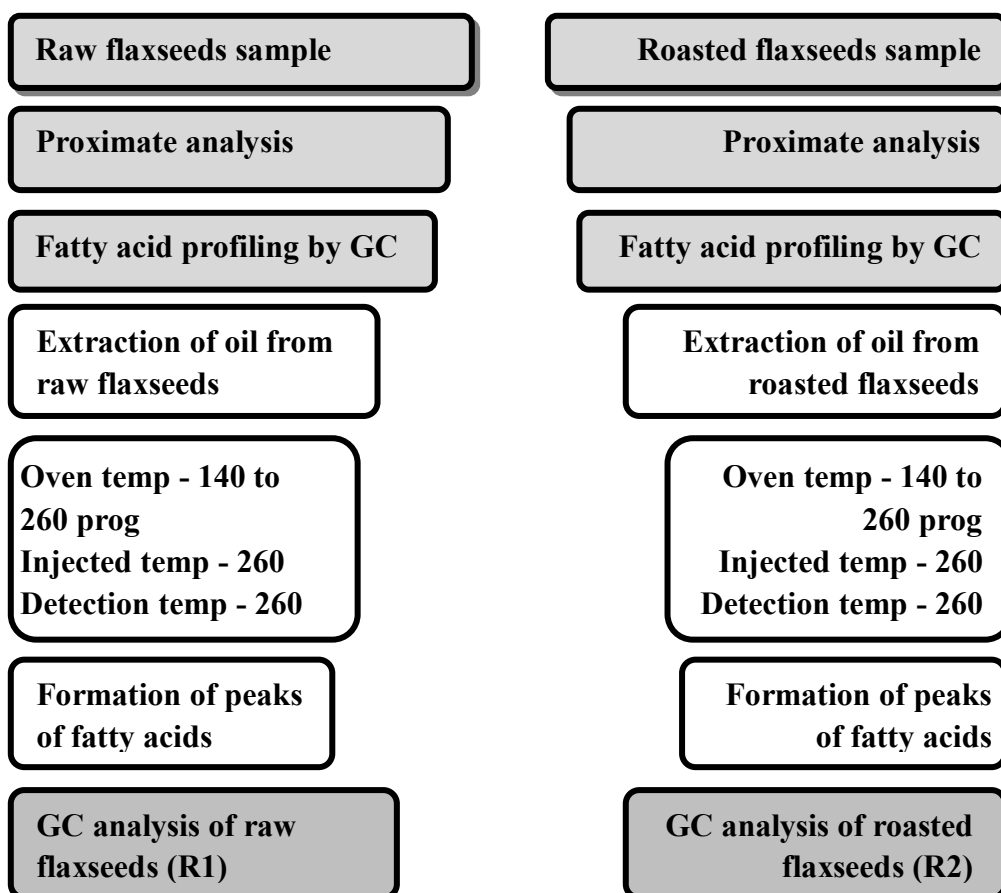 Raw flaxseeds sample
Proximate analysis
Fatty acid profiling by GC
Extraction of oil from
raw flaxseeds
Oven temp - 140 to
260 prog
Injected temp - 260
Detection temp - 260
Formation of peaks
of fatty acids
GC analysis of raw
flaxseeds (R1)
Roasted flaxseeds sample
Proximate analysis
Fatty acid profiling by GC
Extraction of oil from
roasted flaxseeds
Oven temp - 140 to
260 prog
Injected temp - 260
Detection temp - 260
Formation of peaks
of fatty acids
GC analysis of roasted
flaxseeds (R2)